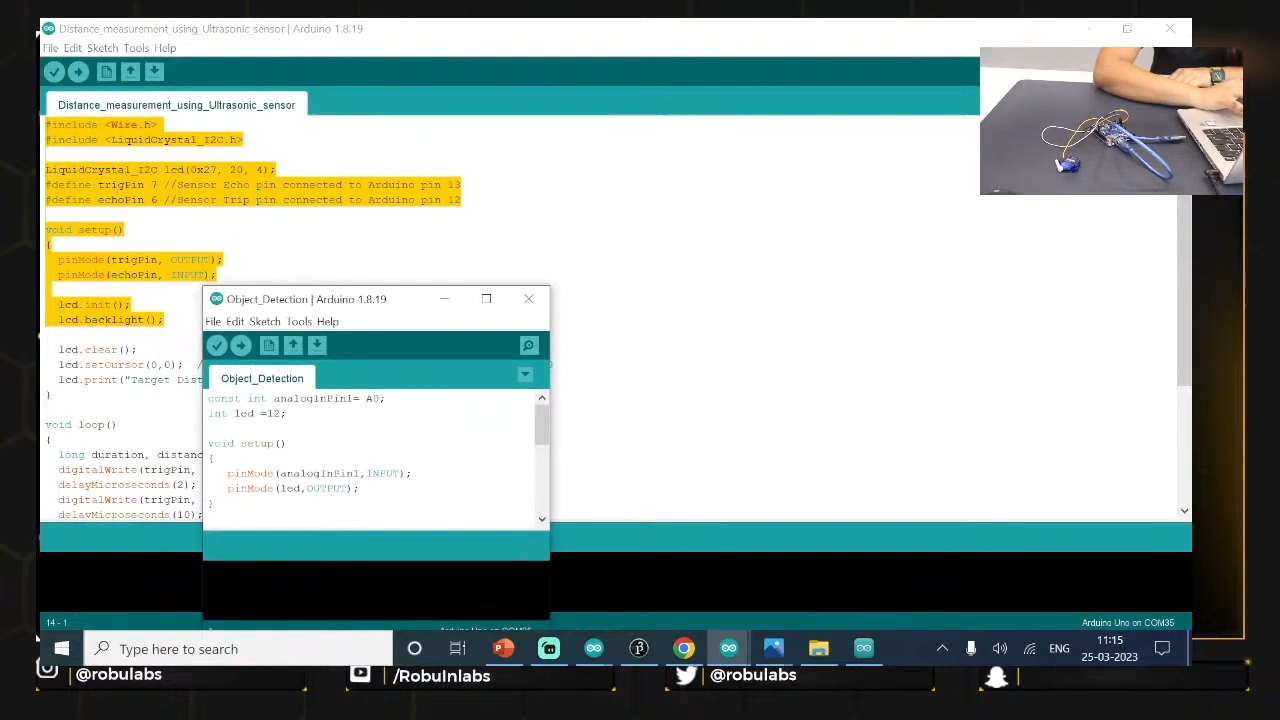 Distance_measurement_using_Ultrasonic_sensor | Arduino 1.8.19
File Edit Sketch Tools Help
Distance_measurement_using_Ultrasonic_sensor
#include <Wire.h>
#include <LiquidCrystal_I2C.h>
LiquidCrystal_I2C lcd(0x27, 20, 4);
#define trigPin 7 //Sensor Echo pin connected to Arduino pin 13
#define echoPin 6 //Sensor Trip pin connected to Arduino pin 12
void setup()
{
pinMode(trigPin, OUTPUT);
pinMode(echoPin, INPUT);
lcd.init();
lcd.backlight();
lcd.clear();
lcd.setCursor(0,0); /
lcd.print("Target Dist
}
void loop()
{
long duration, distanc
digitalWrite(trigPin,
delayMicroseconds(2);
digitalWrite(trigPin,
delayMicroseconds(10);
Object_Detection | Arduino 1.8.19
File Edit Sketch Tools Help
Object_Detection
const int analogInPin1= A0;
int led =12;
void setup()
{
pinMode(analogInPin1,INPUT);
pinMode(led,OUTPUT);
}
14 - 1
Arduino Uno on COM35
Type here to search
ENG
11:15
25-03-2023
@robulabs
/RobuInlabs
@robulabs